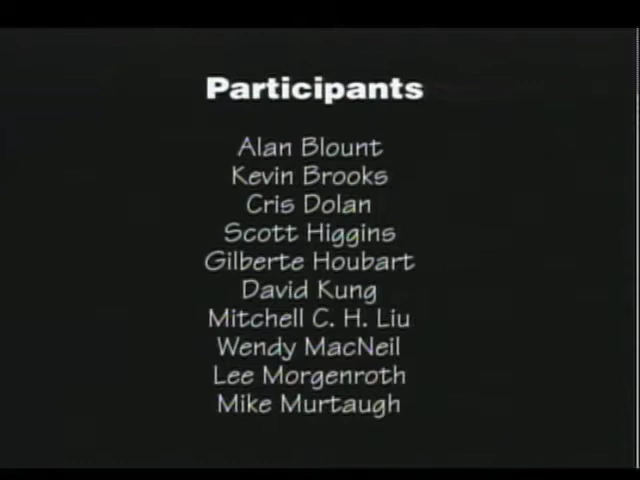 Participants
Alan Blount
Kevin Brooks
Cris Dolan
Scott Higgins
Gilberte Houbart
David Kung
Mitchell C. H. Liu
Wendy MacNeil
Lee Morgenroth
Mike Murtaugh